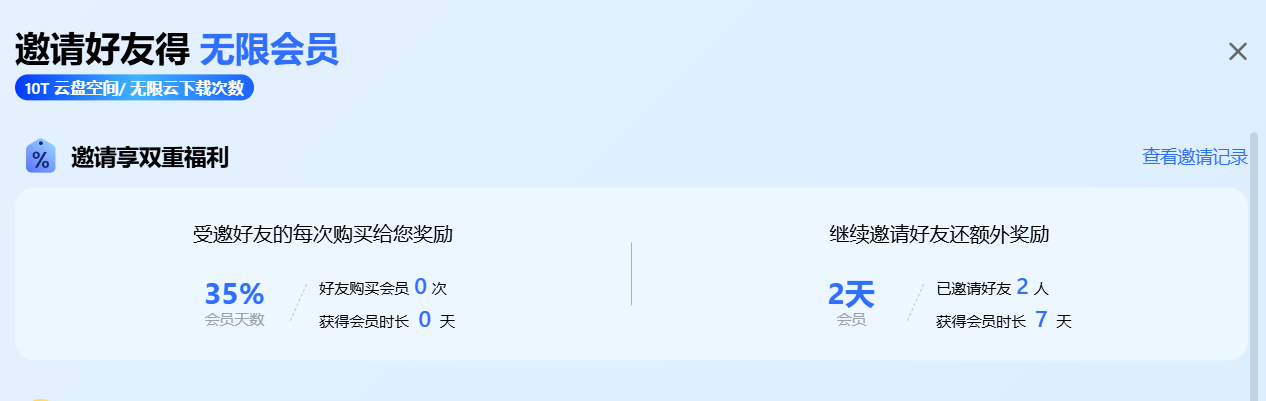 邀请好友得 无限会员
10T 云盘空间/ 无限云下载次数
% 邀请享双重福利
查看邀请记录
受邀好友的每次购买给您奖励
35%
会员天数
好友购买会员 0 次
获得会员时长 0 天
继续邀请好友还额外奖励
2天
会员
已邀请好友 2 人
获得会员时长 7 天